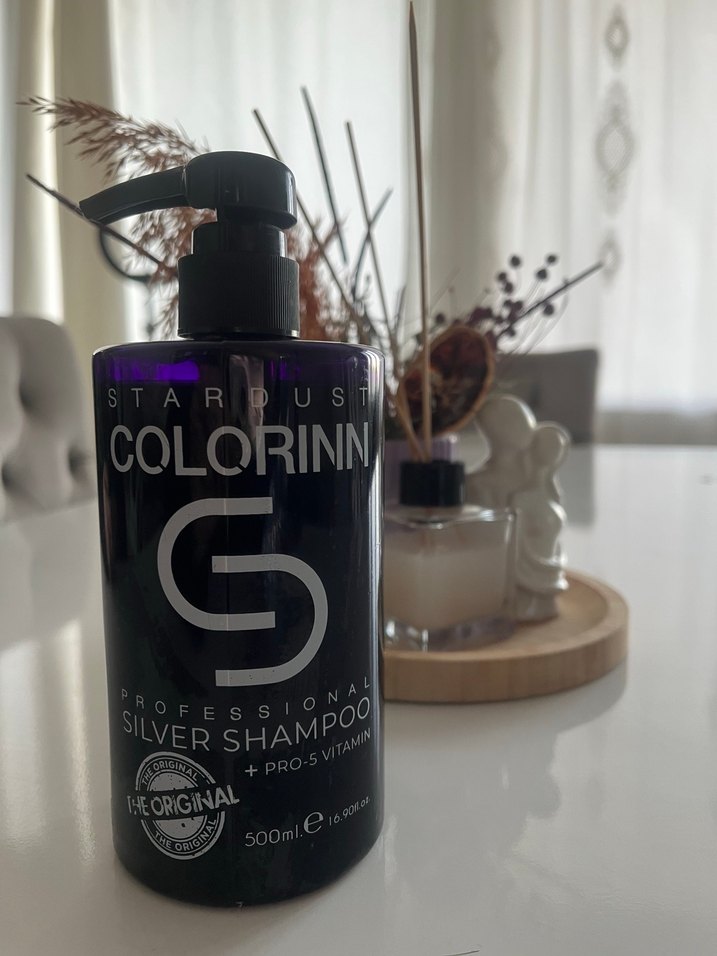 STARDUST
COLORINN
PROFESSIONAL
SILVER SHAMPOO
+ PRO-5 VITAMIN
THE ORIGINAL
THE ORIGINAL
THE ORIGINAL
500ml.e 16.90fl.oz.